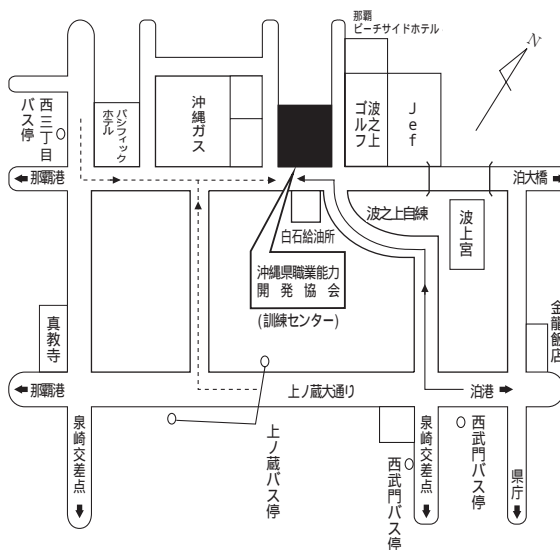 那覇
ビーチサイドホテル
N
西三丁目
バス停
パシフィック
ホテル
沖縄ガス
波之上
ゴルフ
Jef
那覇港
泊大橋
白石給油所
波之上自練
波上宮
沖縄県職業能力
開発協会
(訓練センター)
真教寺
金龍飯店
那覇港
上ノ蔵大通り
泊港
泉崎交差点
上ノ蔵バス停
西武門バス停
泉崎交差点
西武門バス停
県庁